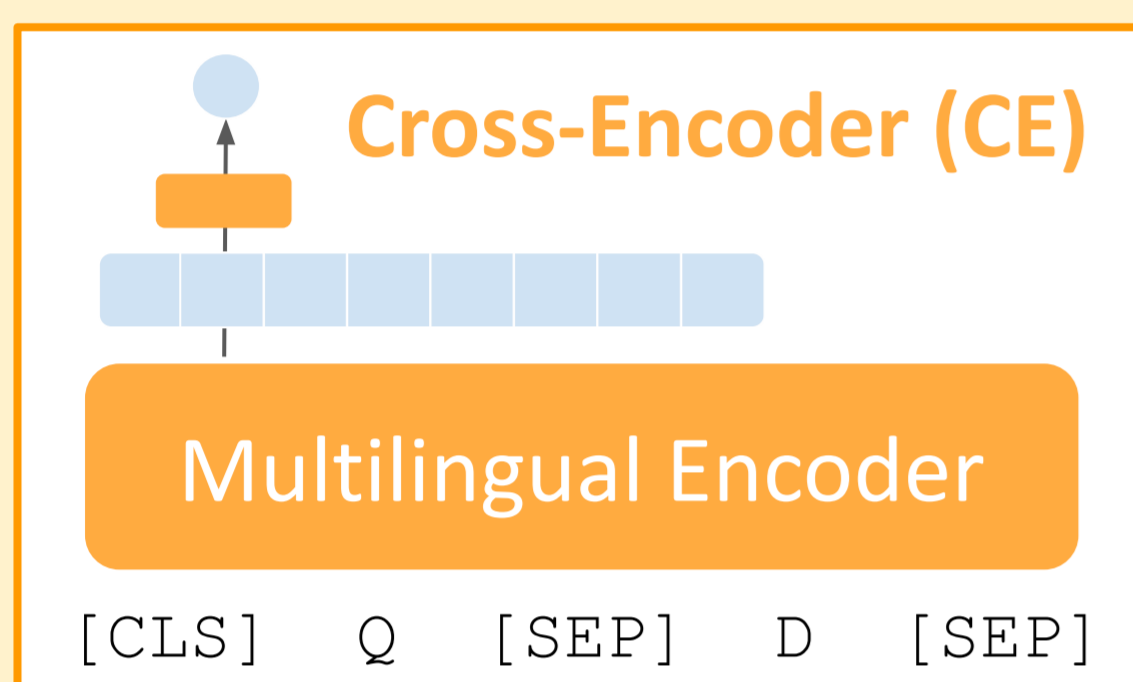 Cross-Encoder (CE)
Multilingual Encoder
[CLS] Q [SEP] D [SEP]